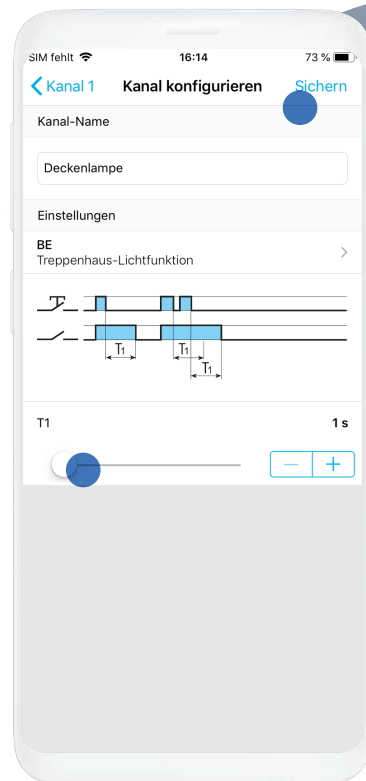 SIM fehlt 16:14 73 %
Kanal 1 Kanal konfigurieren Sichern
Kanal-Name
Deckenlampe
Einstellungen
BE
Treppenhaus-Lichtfunktion
T1 T1
T1
T1 1 s
− +